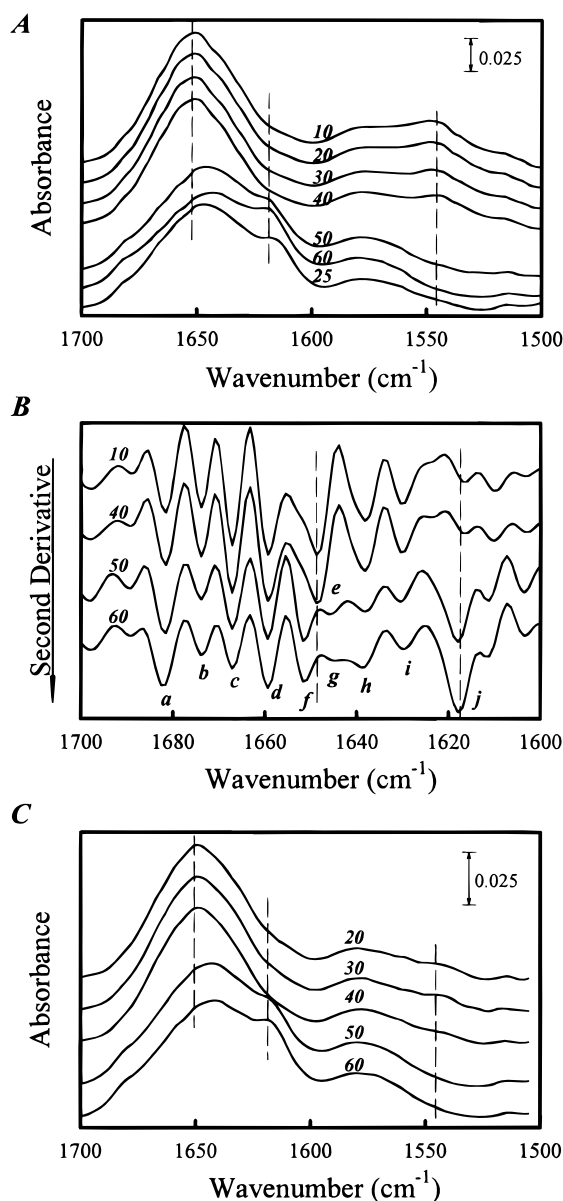 A
0.025
10
20
30
40
50
60
25
Absorbance
1700 1650 1600 1550 1500
Wavenumber (cm-1)
B
10
40
50
60
e
a b c d f g h i j
Second Derivative
1700 1680 1660 1640 1620 1600
Wavenumber (cm-1)
C
0.025
20
30
40
50
60
Absorbance
1700 1650 1600 1550 1500
Wavenumber (cm-1)